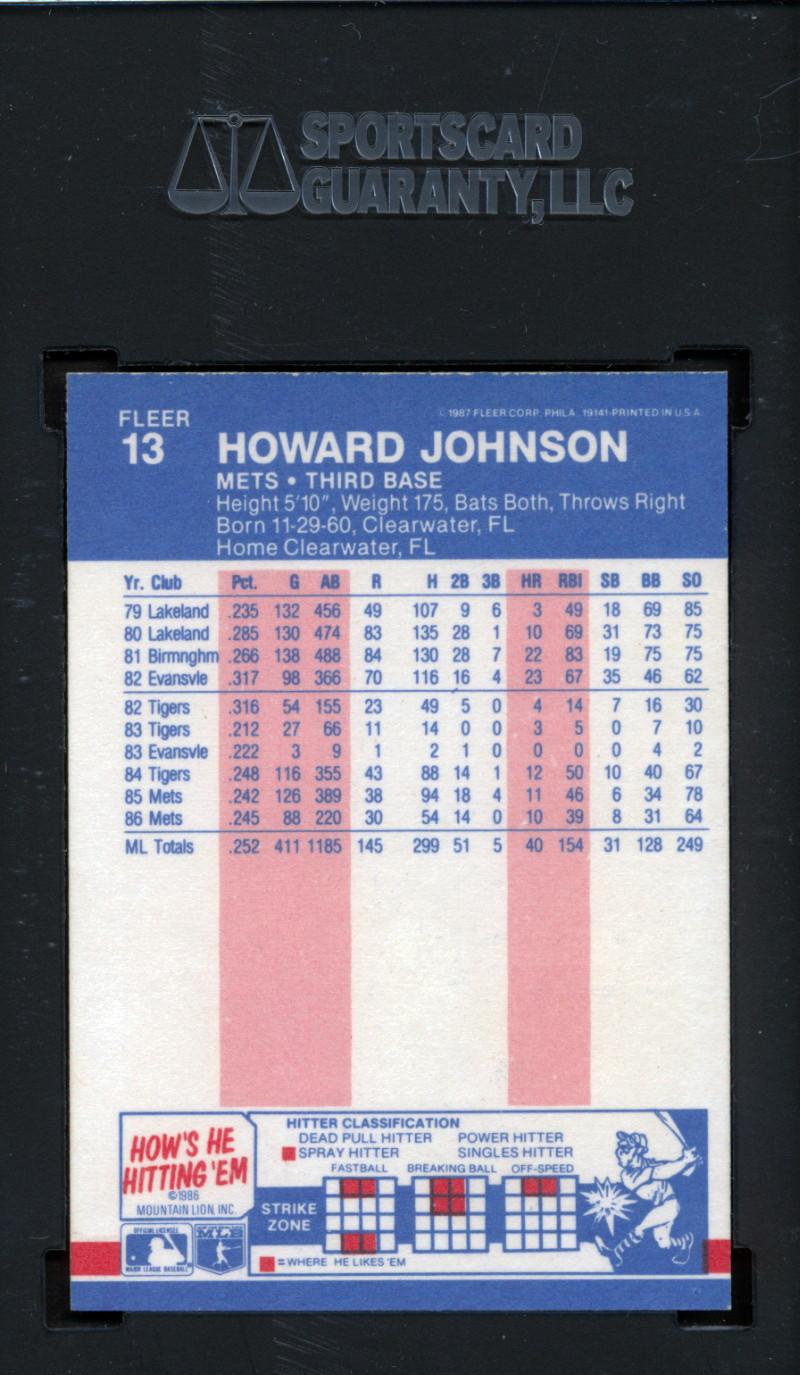 SPORTSCARD
GUARANTY, LLC
© 1987 FLEER CORP. PHILA. 19141-PRINTED IN U.S.A.
FLEER
13 HOWARD JOHNSON
METS • THIRD BASE
Height 5'10", Weight 175, Bats Both, Throws Right
Born 11-29-60, Clearwater, FL
Home Clearwater, FL
Yr. Club Pct. G AB R H 2B 3B HR RBI SB BB SO
79 Lakeland .235 132 456 49 107 9 6 3 49 18 69 85
80 Lakeland .285 130 474 83 135 28 1 10 69 31 73 75
81 Birmnghm .266 138 488 84 130 28 7 22 83 19 75 75
82 Evansvle .317 98 366 70 116 16 4 23 67 35 46 62
82 Tigers .316 54 155 23 49 5 0 4 14 7 16 30
83 Tigers .212 27 66 11 14 0 0 3 5 0 7 10
83 Evansvle .222 3 9 1 2 1 0 0 0 0 4 2
84 Tigers .248 116 355 43 88 14 1 12 50 10 40 67
85 Mets .242 126 389 38 94 18 4 11 46 6 34 78
86 Mets .245 88 220 30 54 14 0 10 39 8 31 64
ML Totals .252 411 1185 145 299 51 5 40 154 31 128 249
HOW'S HE
HITTING 'EM
©1986
MOUNTAIN LION, INC.
OFFICIAL LICENSEE
MAJOR LEAGUE BASEBALL
MLB
HITTER CLASSIFICATION
DEAD PULL HITTER POWER HITTER
SPRAY HITTER SINGLES HITTER
FASTBALL BREAKING BALL OFF-SPEED
STRIKE
ZONE
=WHERE HE LIKES 'EM